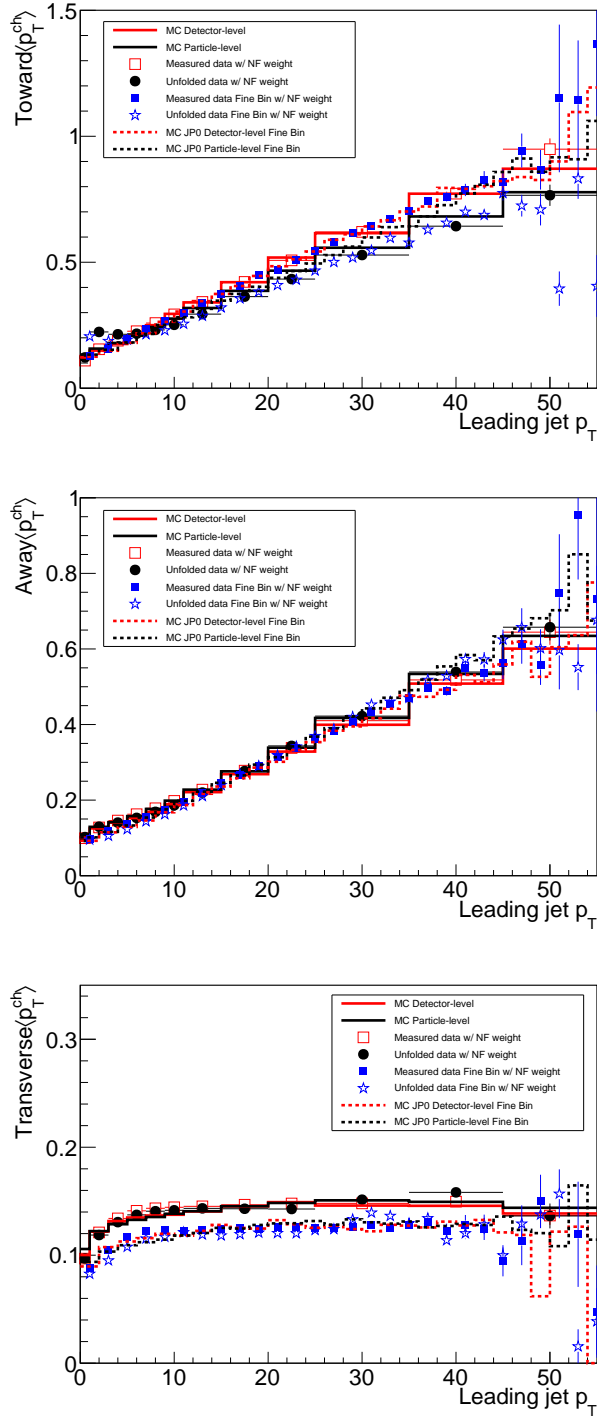 Toward⟨p_T^ch⟩
1.5
1
0.5
0
MC Detector-level
MC Particle-level
Measured data w/ NF weight
Unfolded data w/ NF weight
Measured data Fine Bin w/ NF weight
Unfolded data Fine Bin w/ NF weight
MC JP0 Detector-level Fine Bin
MC JP0 Particle-level Fine Bin
0 10 20 30 40 50
Leading jet p_T
Away⟨p_T^ch⟩
1
0.8
0.6
0.4
0.2
0
MC Detector-level
MC Particle-level
Measured data w/ NF weight
Unfolded data w/ NF weight
Measured data Fine Bin w/ NF weight
Unfolded data Fine Bin w/ NF weight
MC JP0 Detector-level Fine Bin
MC JP0 Particle-level Fine Bin
0 10 20 30 40 50
Leading jet p_T
Transverse⟨p_T^ch⟩
0.3
0.2
0.1
0
MC Detector-level
MC Particle-level
Measured data w/ NF weight
Unfolded data w/ NF weight
Measured data Fine Bin w/ NF weight
Unfolded data Fine Bin w/ NF weight
MC JP0 Detector-level Fine Bin
MC JP0 Particle-level Fine Bin
0 10 20 30 40 50
Leading jet p_T